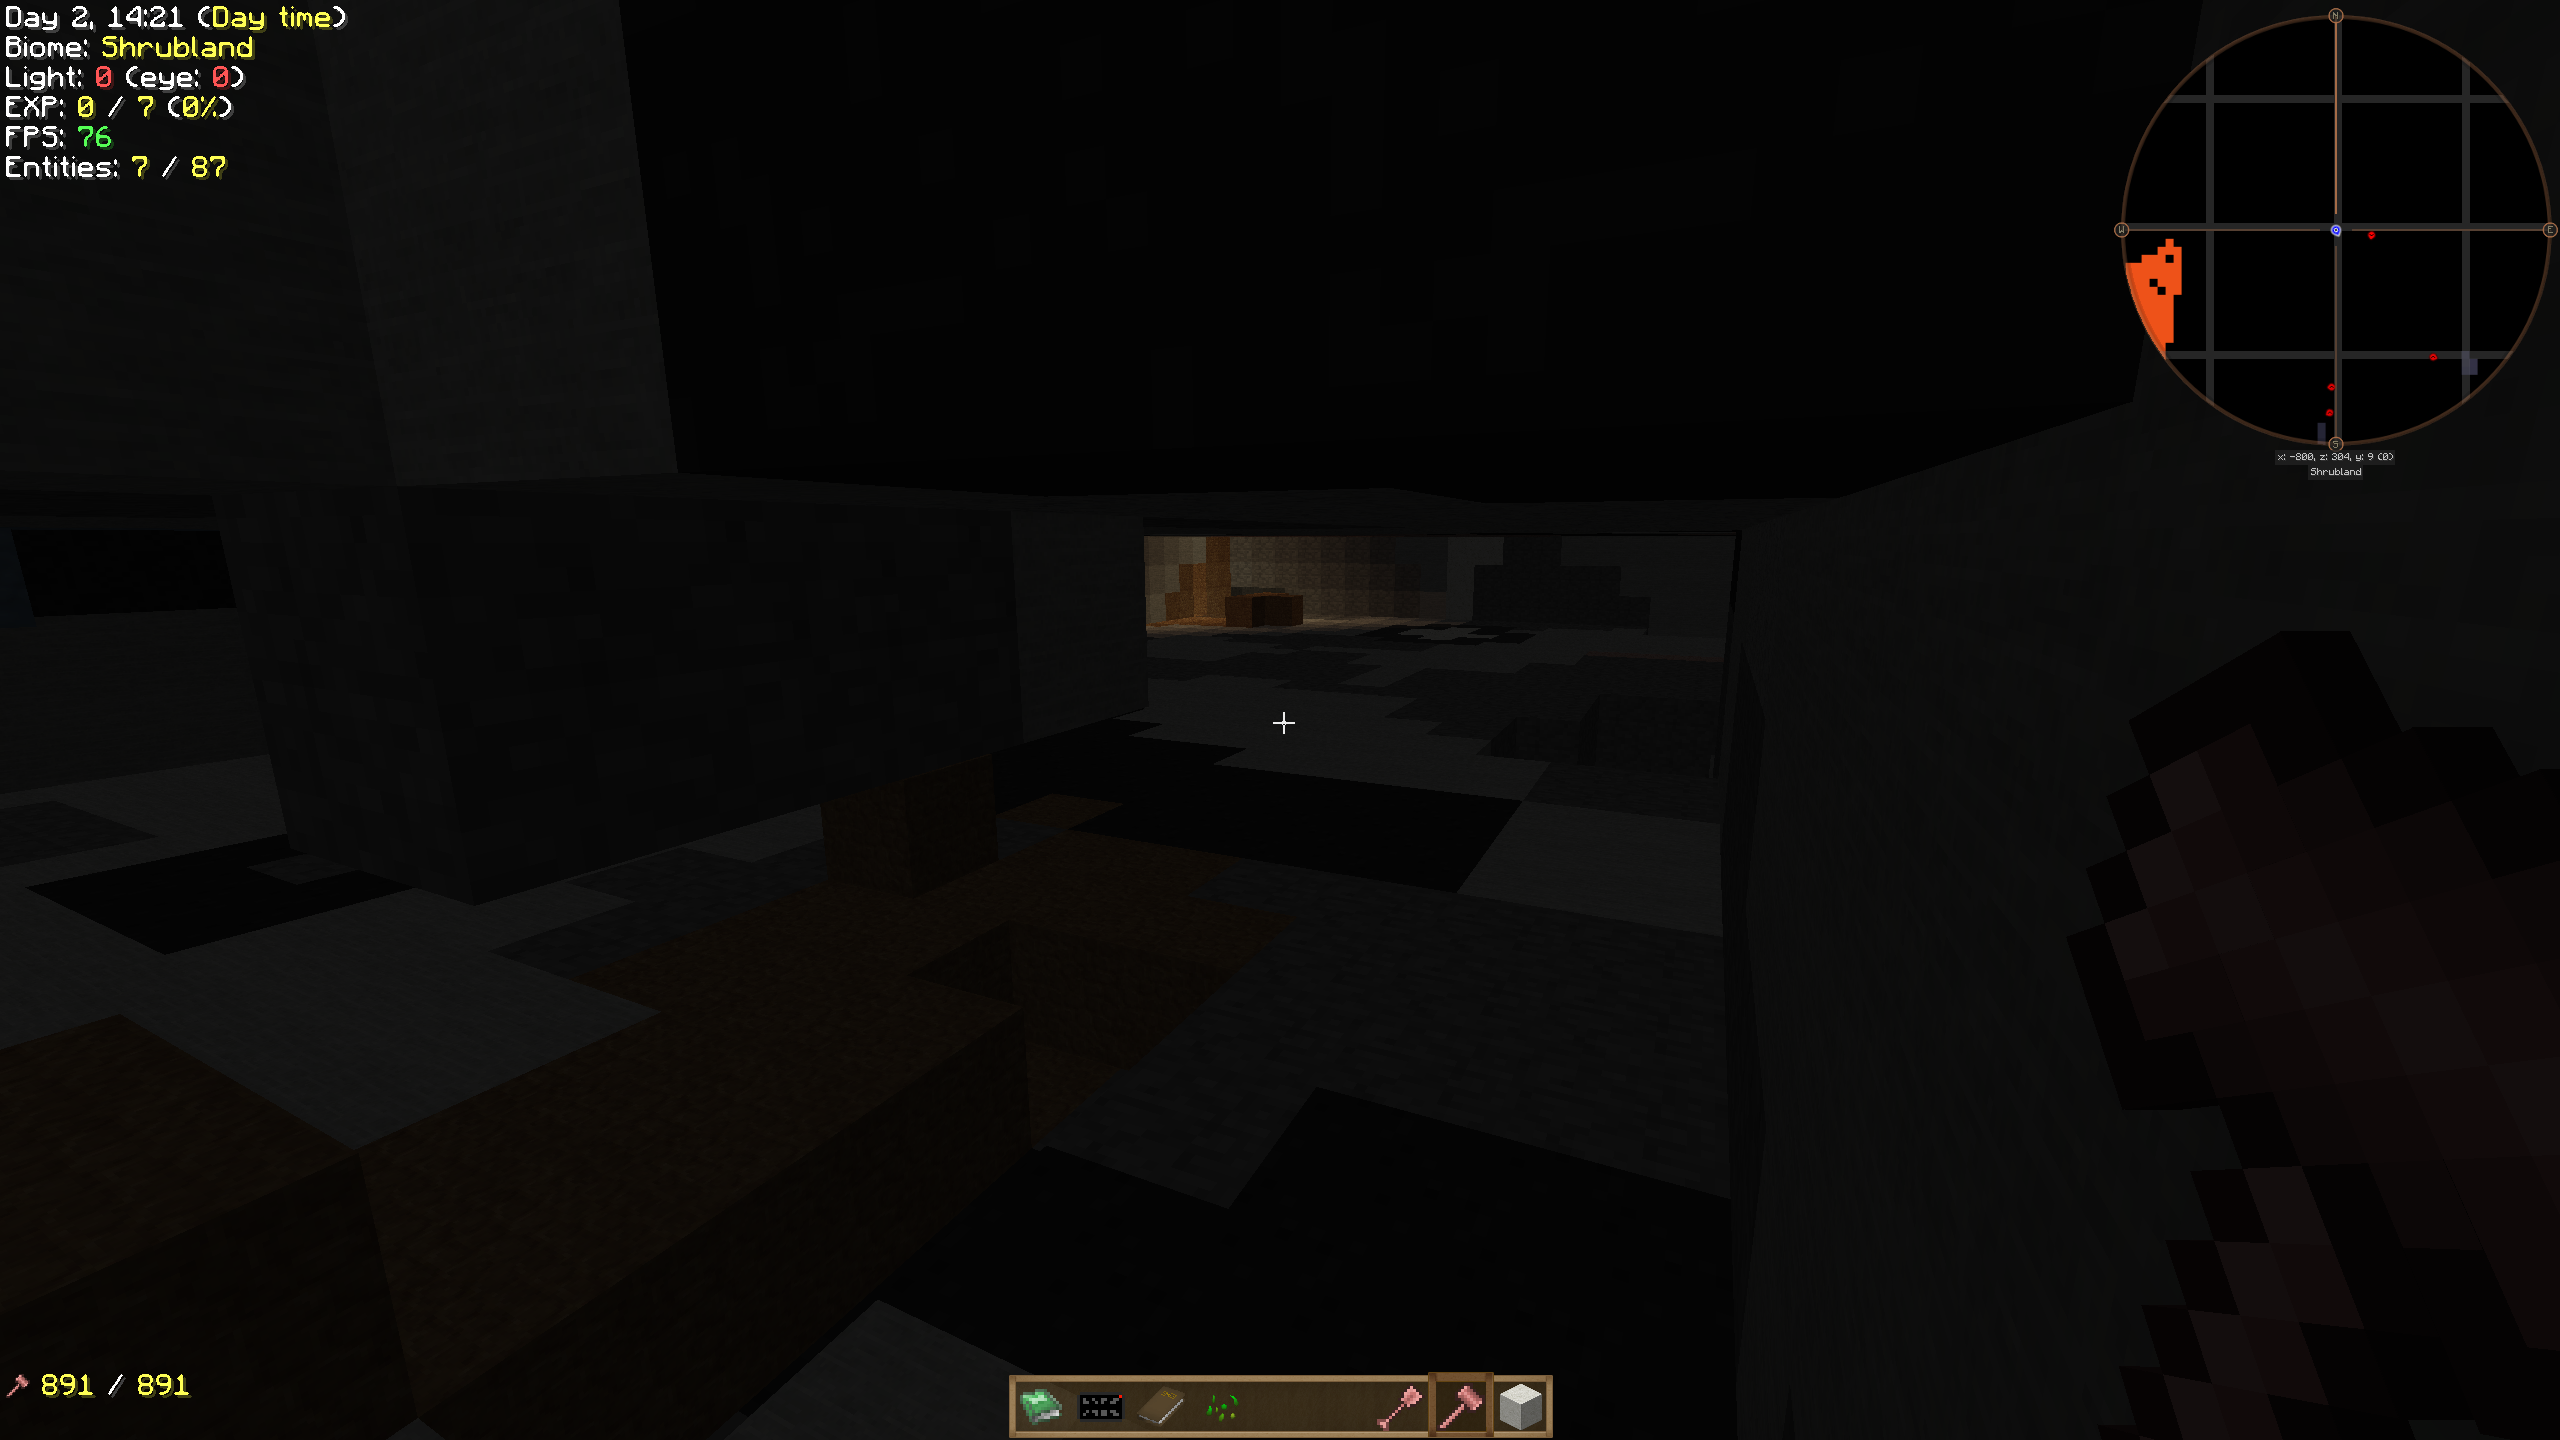 Day 2, 14:21 (Day time)
Biome: Shrubland
Light: 0 (eye: 0)
EXP: 0 / 7 (0%)
FPS: 76
Entities: 7 / 87
N
W
E
S
x: -800, z: 304, y: 9 (0)
Shrubland
891 / 891